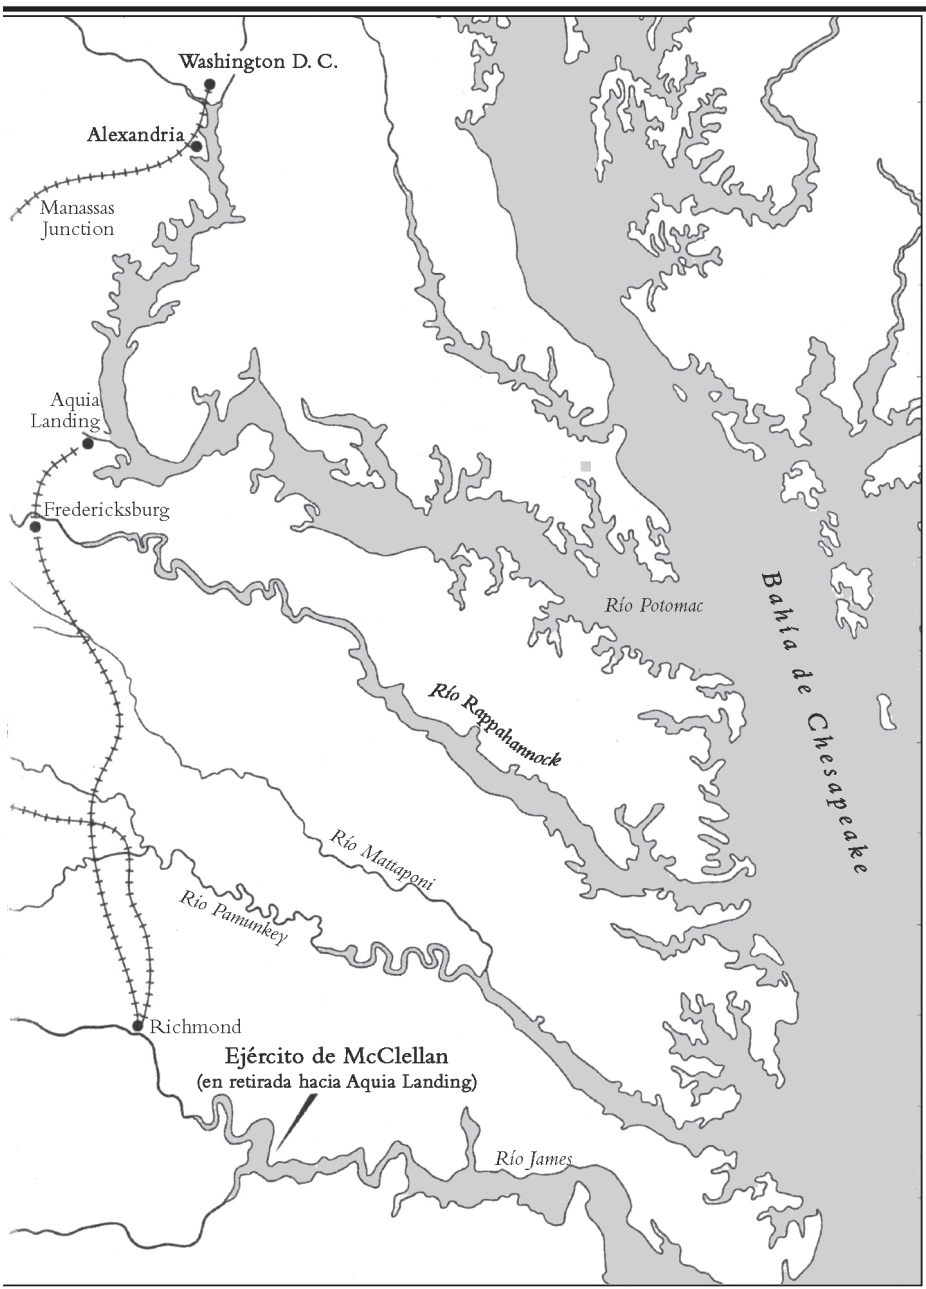 Washington D. C.
Alexandria
Manassas
Junction
Aquia
Landing
Fredericksburg
Río Potomac
Bahía de Chesapeake
Río Rappahannock
Río Mattaponi
Río Pamunkey
Richmond
Ejército de McClellan
(en retirada hacia Aquia Landing)
Río James